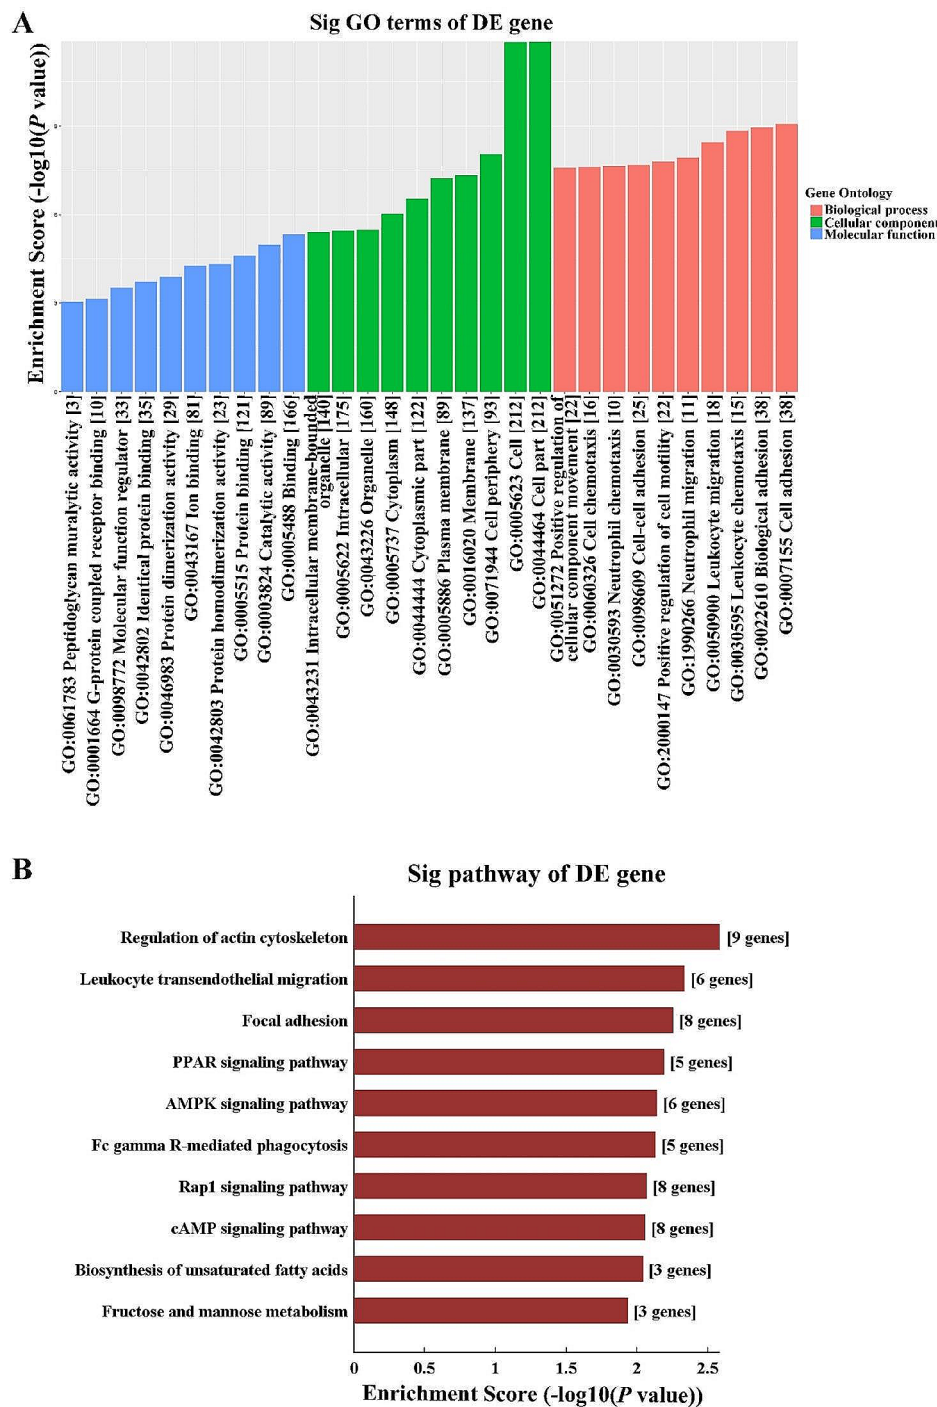 A
Sig GO terms of DE gene
Enrichment Score (-log10(P value))
9
6
3
0
Gene Ontology
Biological process
Cellular component
Molecular function
GO:0061783 Peptidoglycan muralytic activity [3]
GO:0001664 G-protein coupled receptor binding [10]
GO:0098772 Molecular function regulator [33]
GO:0042802 Identical protein binding [35]
GO:0046983 Protein dimerization activity [29]
GO:0043167 Ion binding [81]
GO:0042803 Protein homodimerization activity [23]
GO:0005515 Protein binding [121]
GO:0003824 Catalytic activity [89]
GO:0005488 Binding [166]
GO:0043231 Intracellular membrane-bounded
organelle [140]
GO:0005622 Intracellular [175]
GO:0043226 Organelle [160]
GO:0005737 Cytoplasm [148]
GO:0044444 Cytoplasmic part [122]
GO:0005886 Plasma membrane [89]
GO:0016020 Membrane [137]
GO:0071944 Cell periphery [93]
GO:0005623 Cell [212]
GO:0044464 Cell part [212]
GO:0051272 Positive regulation of
cellular component movement [22]
GO:0060326 Cell chemotaxis [16]
GO:0030593 Neutrophil chemotaxis [10]
GO:0098609 Cell-cell adhesion [25]
GO:2000147 Positive regulation of cell motility [22]
GO:1990266 Neutrophil migration [11]
GO:0050900 Leukocyte migration [18]
GO:0030595 Leukocyte chemotaxis [15]
GO:0022610 Biological adhesion [38]
GO:0007155 Cell adhesion [38]
B
Sig pathway of DE gene
Regulation of actin cytoskeleton [9 genes]
Leukocyte transendothelial migration [6 genes]
Focal adhesion [8 genes]
PPAR signaling pathway [5 genes]
AMPK signaling pathway [6 genes]
Fc gamma R-mediated phagocytosis [5 genes]
Rap1 signaling pathway [8 genes]
cAMP signaling pathway [8 genes]
Biosynthesis of unsaturated fatty acids [3 genes]
Fructose and mannose metabolism [3 genes]
0 0.5 1 1.5 2 2.5
Enrichment Score (-log10(P value))